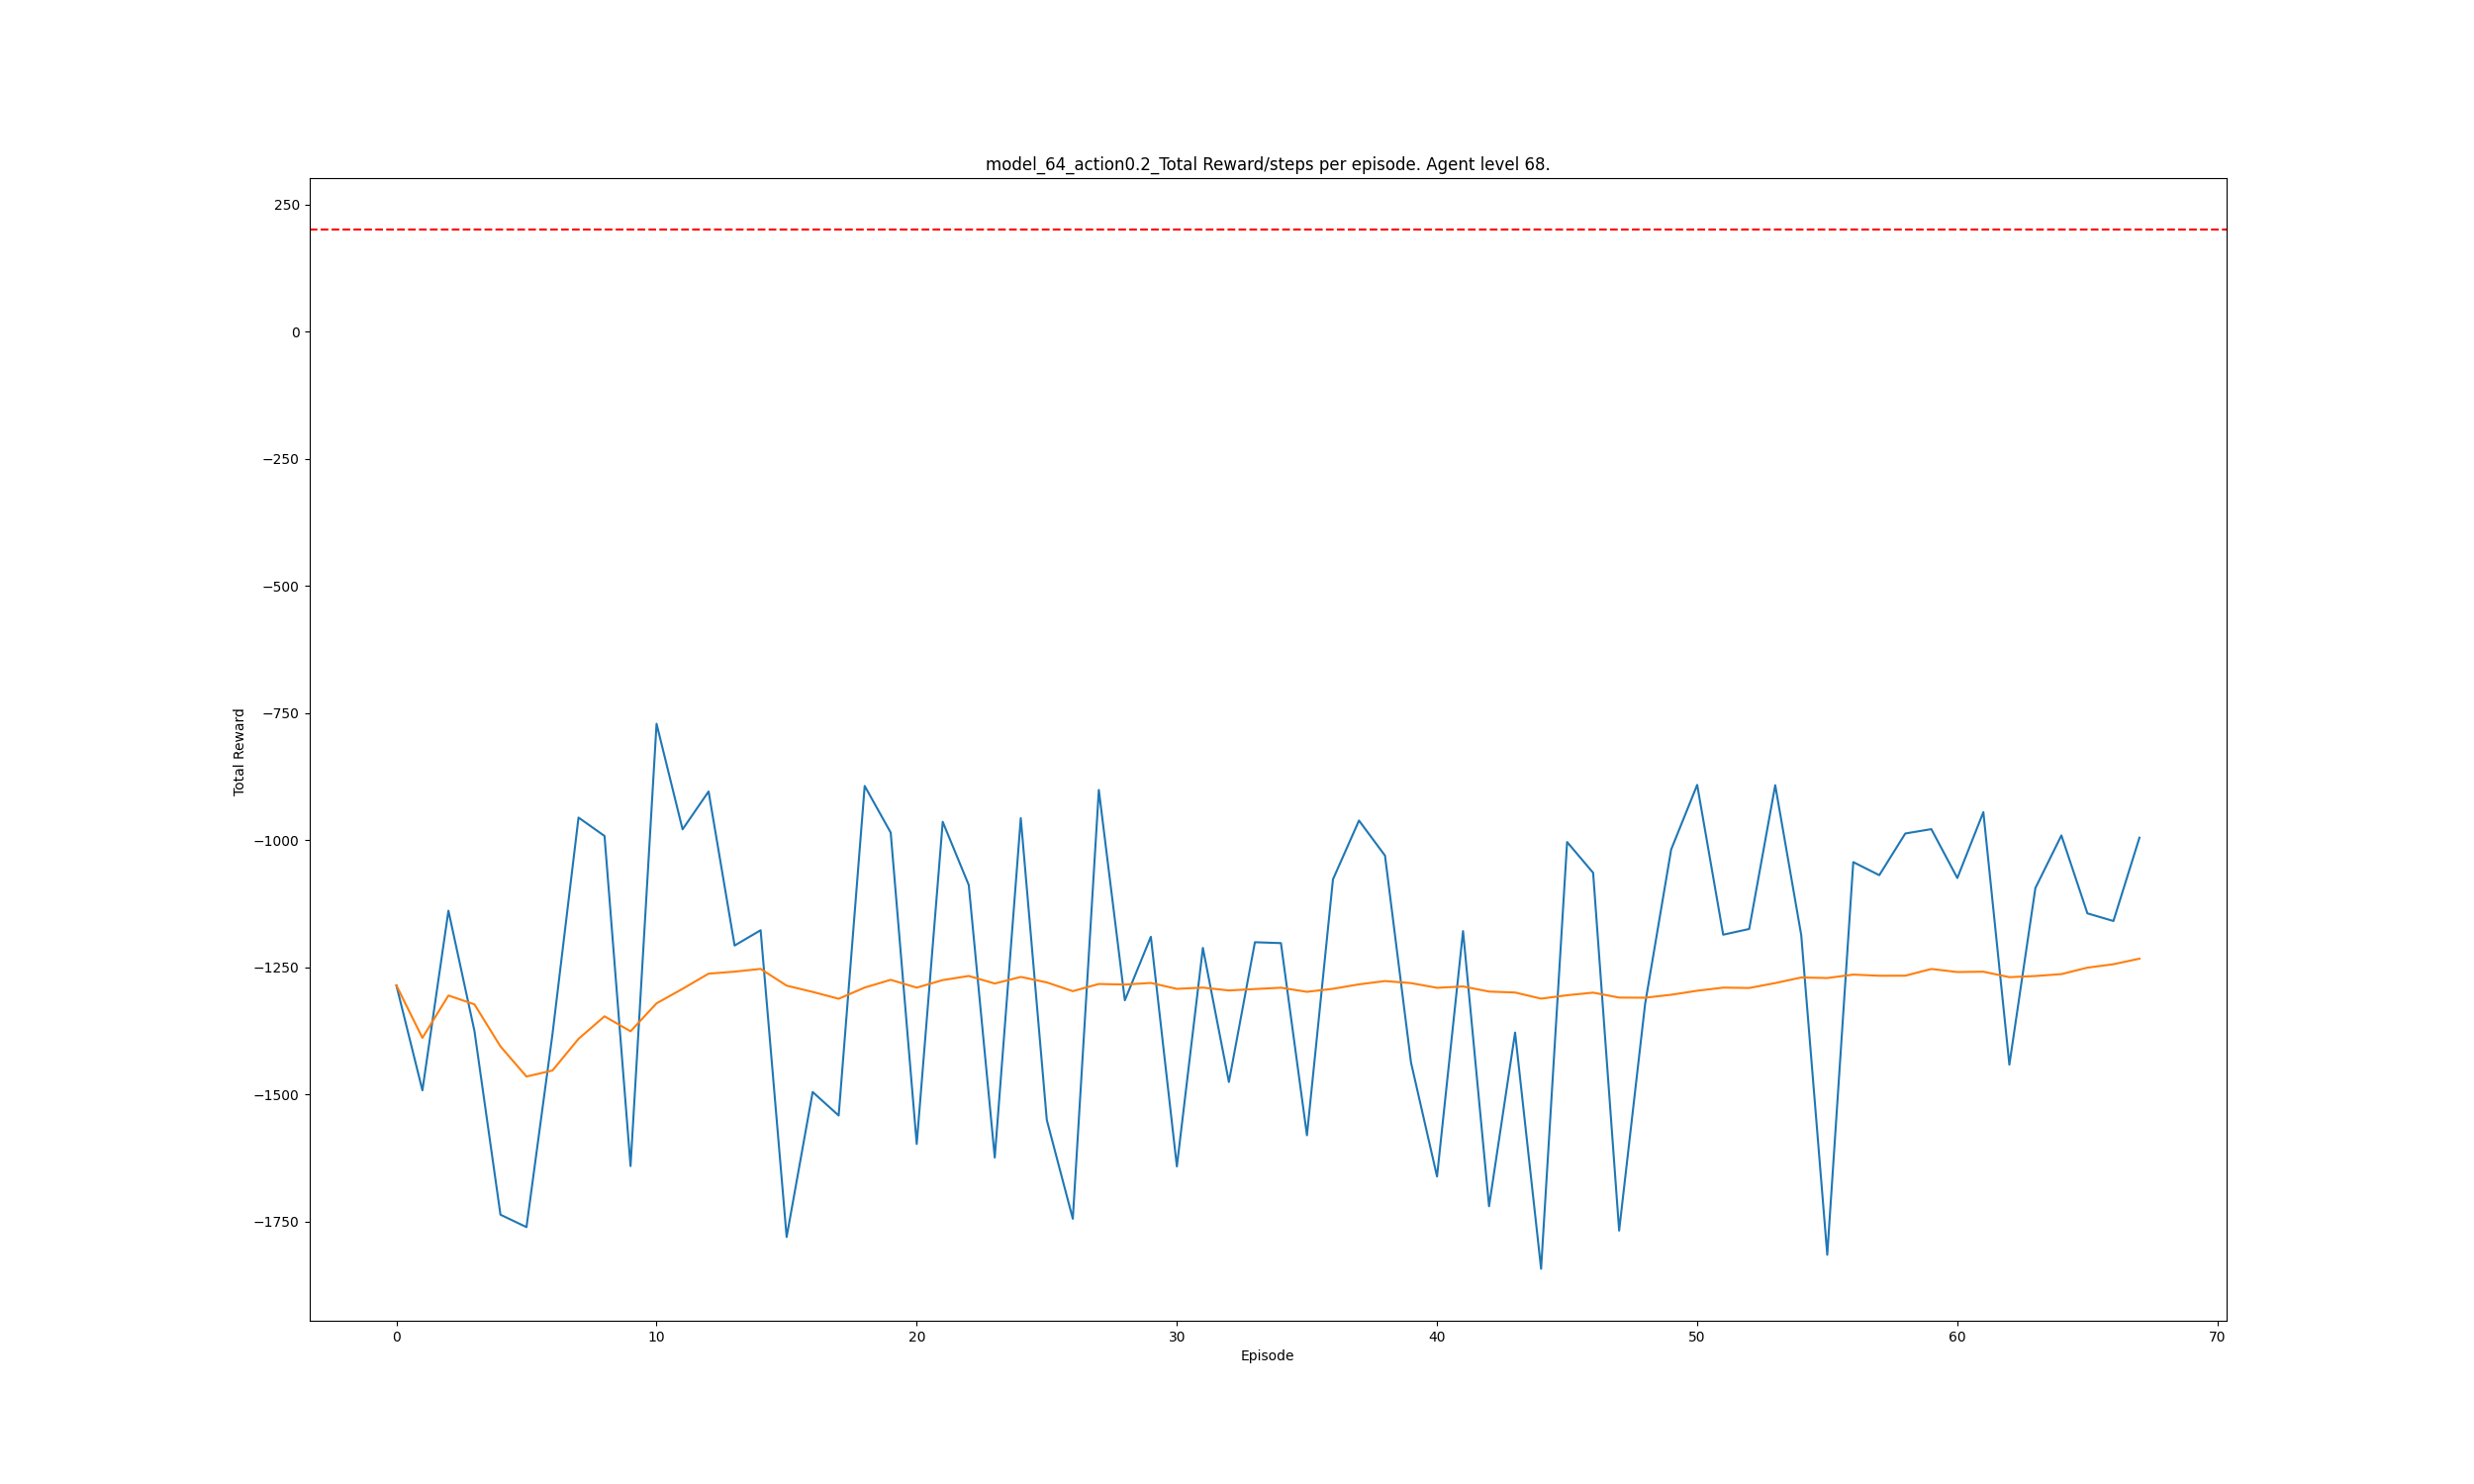 model_64_action0.2_Total Reward/steps per episode. Agent level 68.
250
0
−250
−500
−750
−1000
−1250
−1500
−1750
Total Reward
0 10 20 30 40 50 60 70
Episode